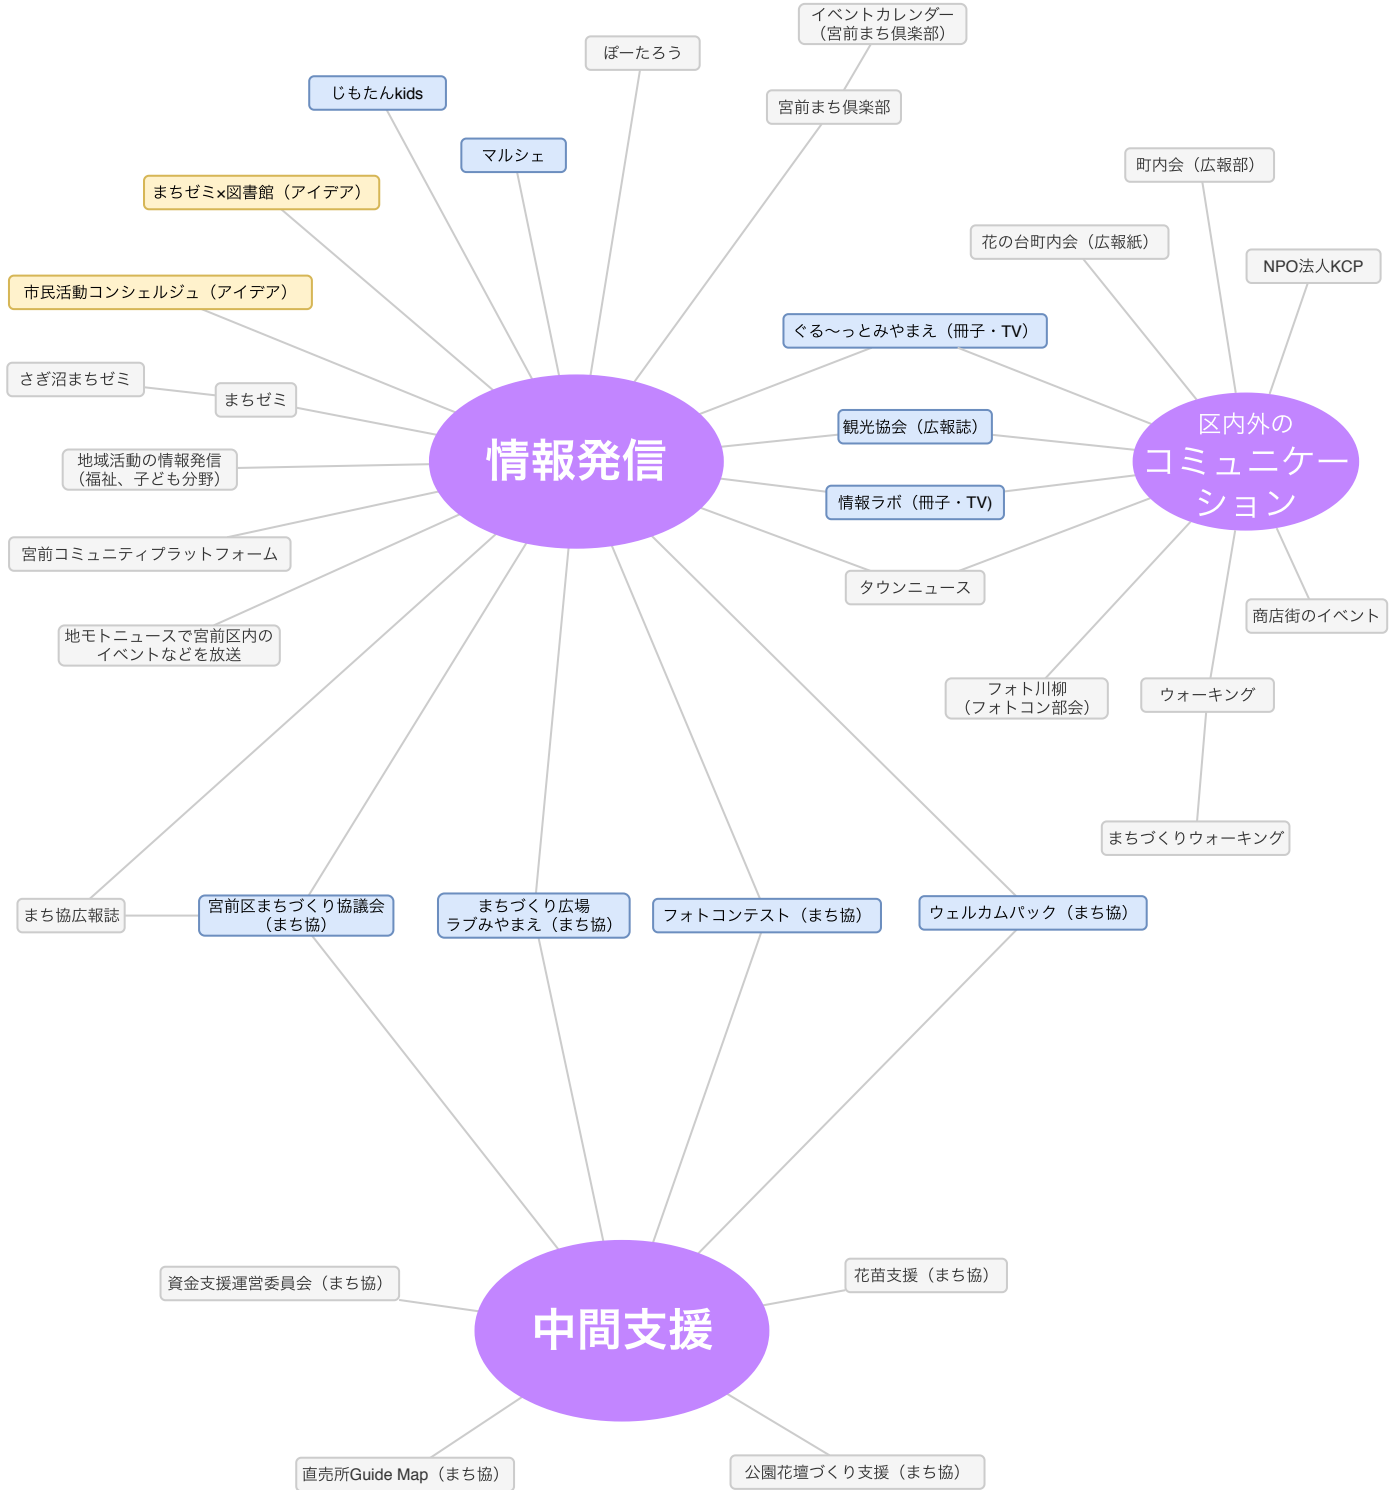 イベントカレンダー
（宮前まち倶楽部）
ぽーたろう
じもたんkids
宮前まち倶楽部
マルシェ
町内会（広報部）
まちゼミ×図書館（アイデア）
花の台町内会（広報紙）
NPO法人KCP
市民活動コンシェルジュ（アイデア）
ぐる〜っとみやまえ（冊子・TV）
さぎ沼まちゼミ
まちゼミ
観光協会（広報誌）
区内外の
コミュニケー
ション
情報発信
地域活動の情報発信
（福祉、子ども分野）
情報ラボ（冊子・TV)
宮前コミュニティプラットフォーム
タウンニュース
商店街のイベント
地モトニュースで宮前区内の
イベントなどを放送
フォト川柳
（フォトコン部会）
ウォーキング
まちづくりウォーキング
まち協広報誌
宮前区まちづくり協議会
（まち協）
まちづくり広場
ラブみやまえ（まち協）
フォトコンテスト（まち協）
ウェルカムパック（まち協）
資金支援運営委員会（まち協）
花苗支援（まち協）
中間支援
直売所Guide Map（まち協）
公園花壇づくり支援（まち協）